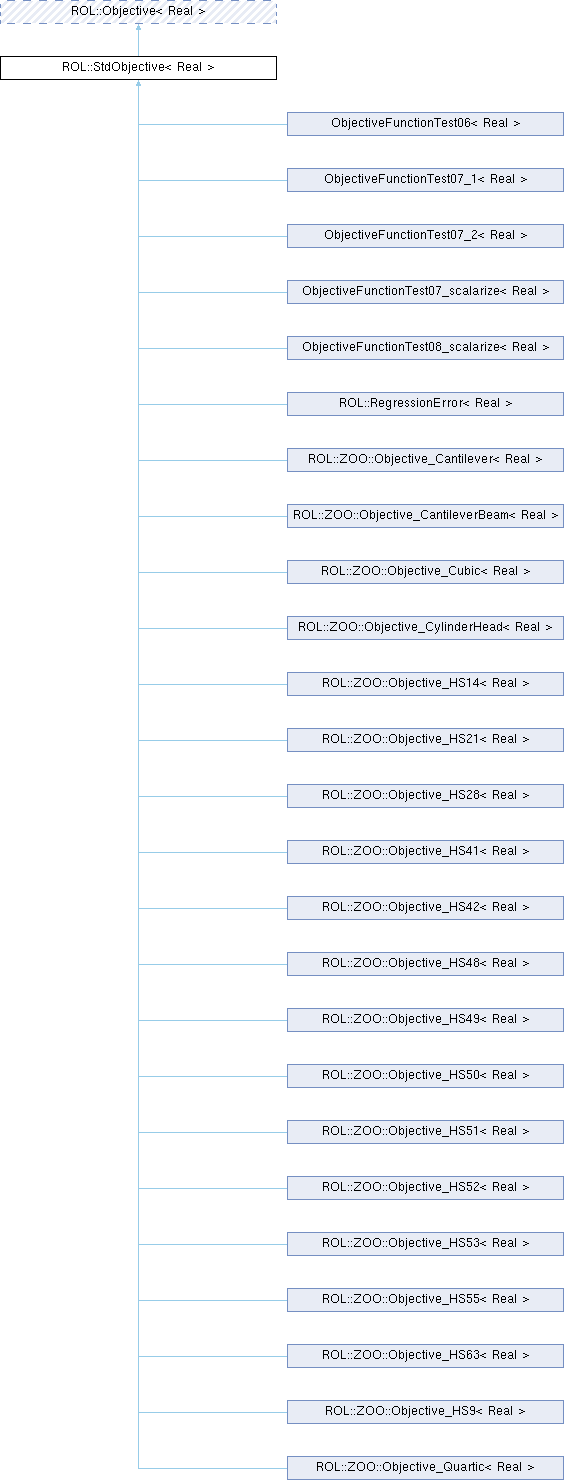 ROL::Objective< Real >
ROL::StdObjective< Real >
ObjectiveFunctionTest06< Real >
ObjectiveFunctionTest07_1< Real >
ObjectiveFunctionTest07_2< Real >
ObjectiveFunctionTest07_scalarize< Real >
ObjectiveFunctionTest08_scalarize< Real >
ROL::RegressionError< Real >
ROL::ZOO::Objective_Cantilever< Real >
ROL::ZOO::Objective_CantileverBeam< Real >
ROL::ZOO::Objective_Cubic< Real >
ROL::ZOO::Objective_CylinderHead< Real >
ROL::ZOO::Objective_HS14< Real >
ROL::ZOO::Objective_HS21< Real >
ROL::ZOO::Objective_HS28< Real >
ROL::ZOO::Objective_HS41< Real >
ROL::ZOO::Objective_HS42< Real >
ROL::ZOO::Objective_HS48< Real >
ROL::ZOO::Objective_HS49< Real >
ROL::ZOO::Objective_HS50< Real >
ROL::ZOO::Objective_HS51< Real >
ROL::ZOO::Objective_HS52< Real >
ROL::ZOO::Objective_HS53< Real >
ROL::ZOO::Objective_HS55< Real >
ROL::ZOO::Objective_HS63< Real >
ROL::ZOO::Objective_HS9< Real >
ROL::ZOO::Objective_Quartic< Real >